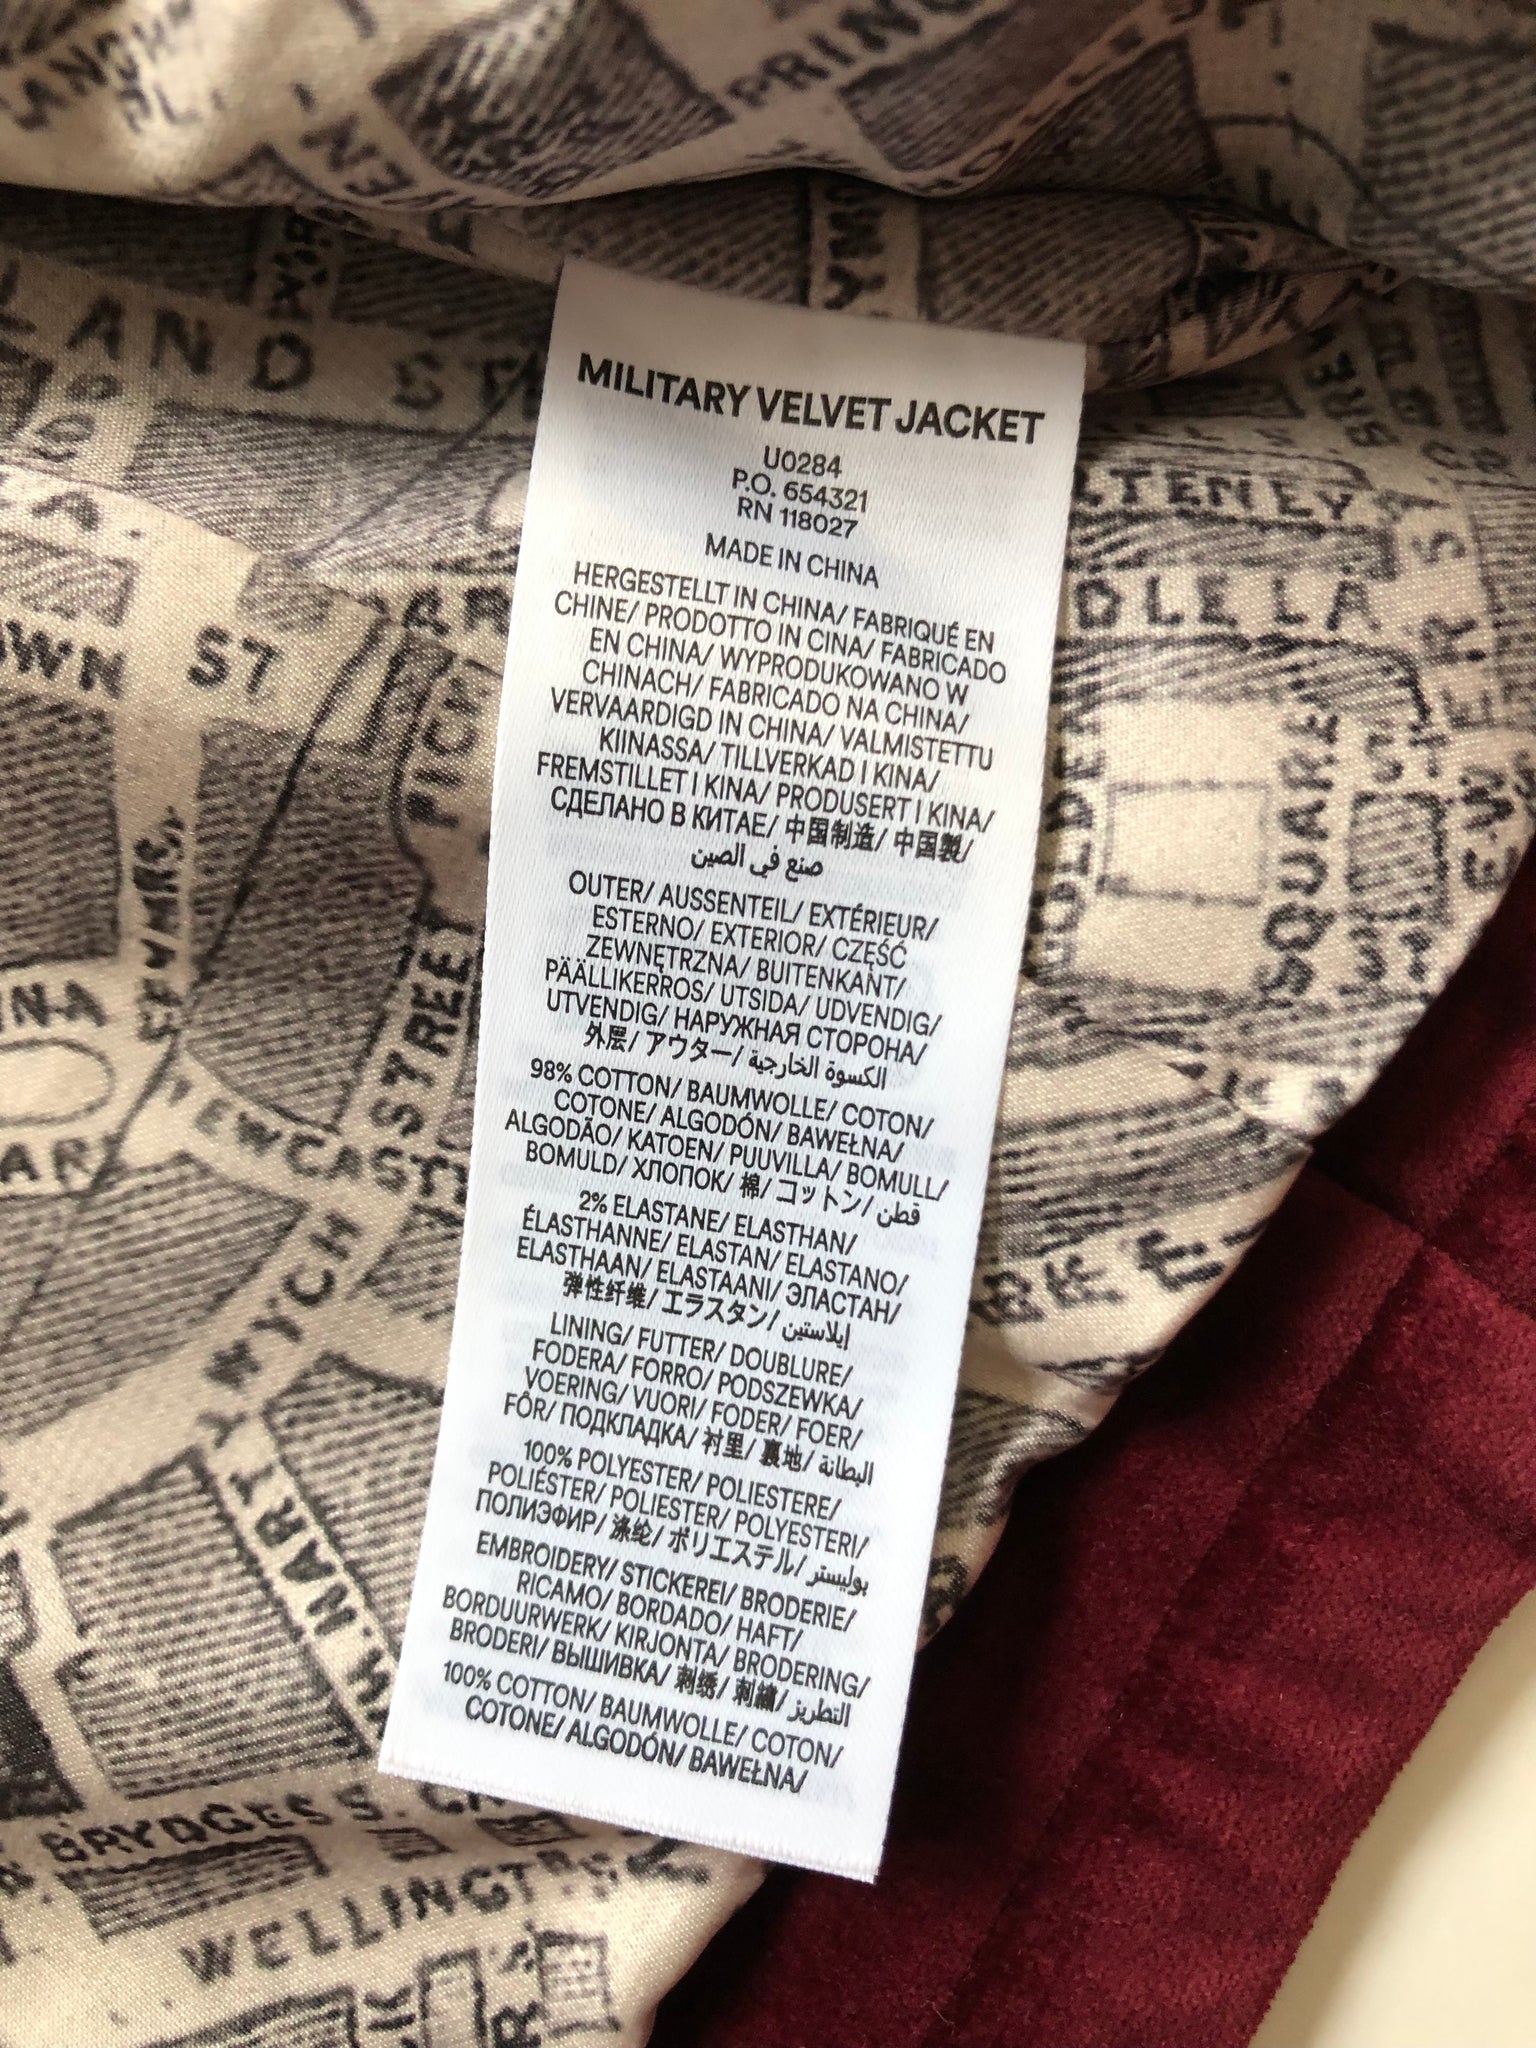 MILITARY VELVET JACKET
U0284
P.O. 654321
RN 118027
MADE IN CHINA
HERGESTELLT IN CHINA/ FABRIQUÉ EN
CHINE/ PRODOTTO IN CINA/ FABRICADO
EN CHINA/ WYPRODUKOWANO W
CHINACH/ FABRICADO NA CHINA/
VERVAARDIGD IN CHINA/ VALMISTETTU
KIINASSA/ TILLVERKAD I KINA/
FREMSTILLET I KINA/ PRODUSERT I KINA/
СДЕЛАНО В КИТАЕ/ 中国制造/ 中国製/
صنع في الصين
OUTER/ AUSSENTEIL/ EXTÉRIEUR/
ESTERNO/ EXTERIOR/ CZĘŚĆ
ZEWNĘTRZNA/ BUITENKANT/
PÄÄLLIKERROS/ UTSIDA/ UDVENDIG/
UTVENDIG/ НАРУЖНАЯ СТОРОНА/
外层/ アウター/ الكسوة الخارجية
98% COTTON/ BAUMWOLLE/ COTON/
COTONE/ ALGODÓN/ BAWEŁNA/
ALGODÃO/ KATOEN/ PUUVILLA/ BOMULL/
BOMULD/ ХЛОПОК/ 棉/ コットン/ قطن
2% ELASTANE/ ELASTHAN/
ÉLASTHANNE/ ELASTAN/ ELASTANO/
ELASTHAAN/ ELASTAANI/ ЭЛАСТАН/
弹性纤维/ エラスタン/ إيلاستين
LINING/ FUTTER/ DOUBLURE/
FODERA/ FORRO/ PODSZEWKA/
VOERING/ VUORI/ FODER/ FOER/
FÔR/ ПОДКЛАДКА/ 衬里/ 裏地/ البطانة
100% POLYESTER/ POLIESTERE/
POLIÉSTER/ POLIESTER/ POLYESTERI/
ПОЛИЭФИР/ 涤纶/ ポリエステル/ بوليستر
EMBROIDERY/ STICKEREI/ BRODERIE/
RICAMO/ BORDADO/ HAFT/
BORDUURWERK/ KIRJONTA/ BRODERING/
BRODERI/ ВЫШИВКА/ 刺绣/ 刺繍/ التطريز
100% COTTON/ BAUMWOLLE/ COTON/
COTONE/ ALGODÓN/ BAWEŁNA/
SQUARE
STREET
BRYDGES S.